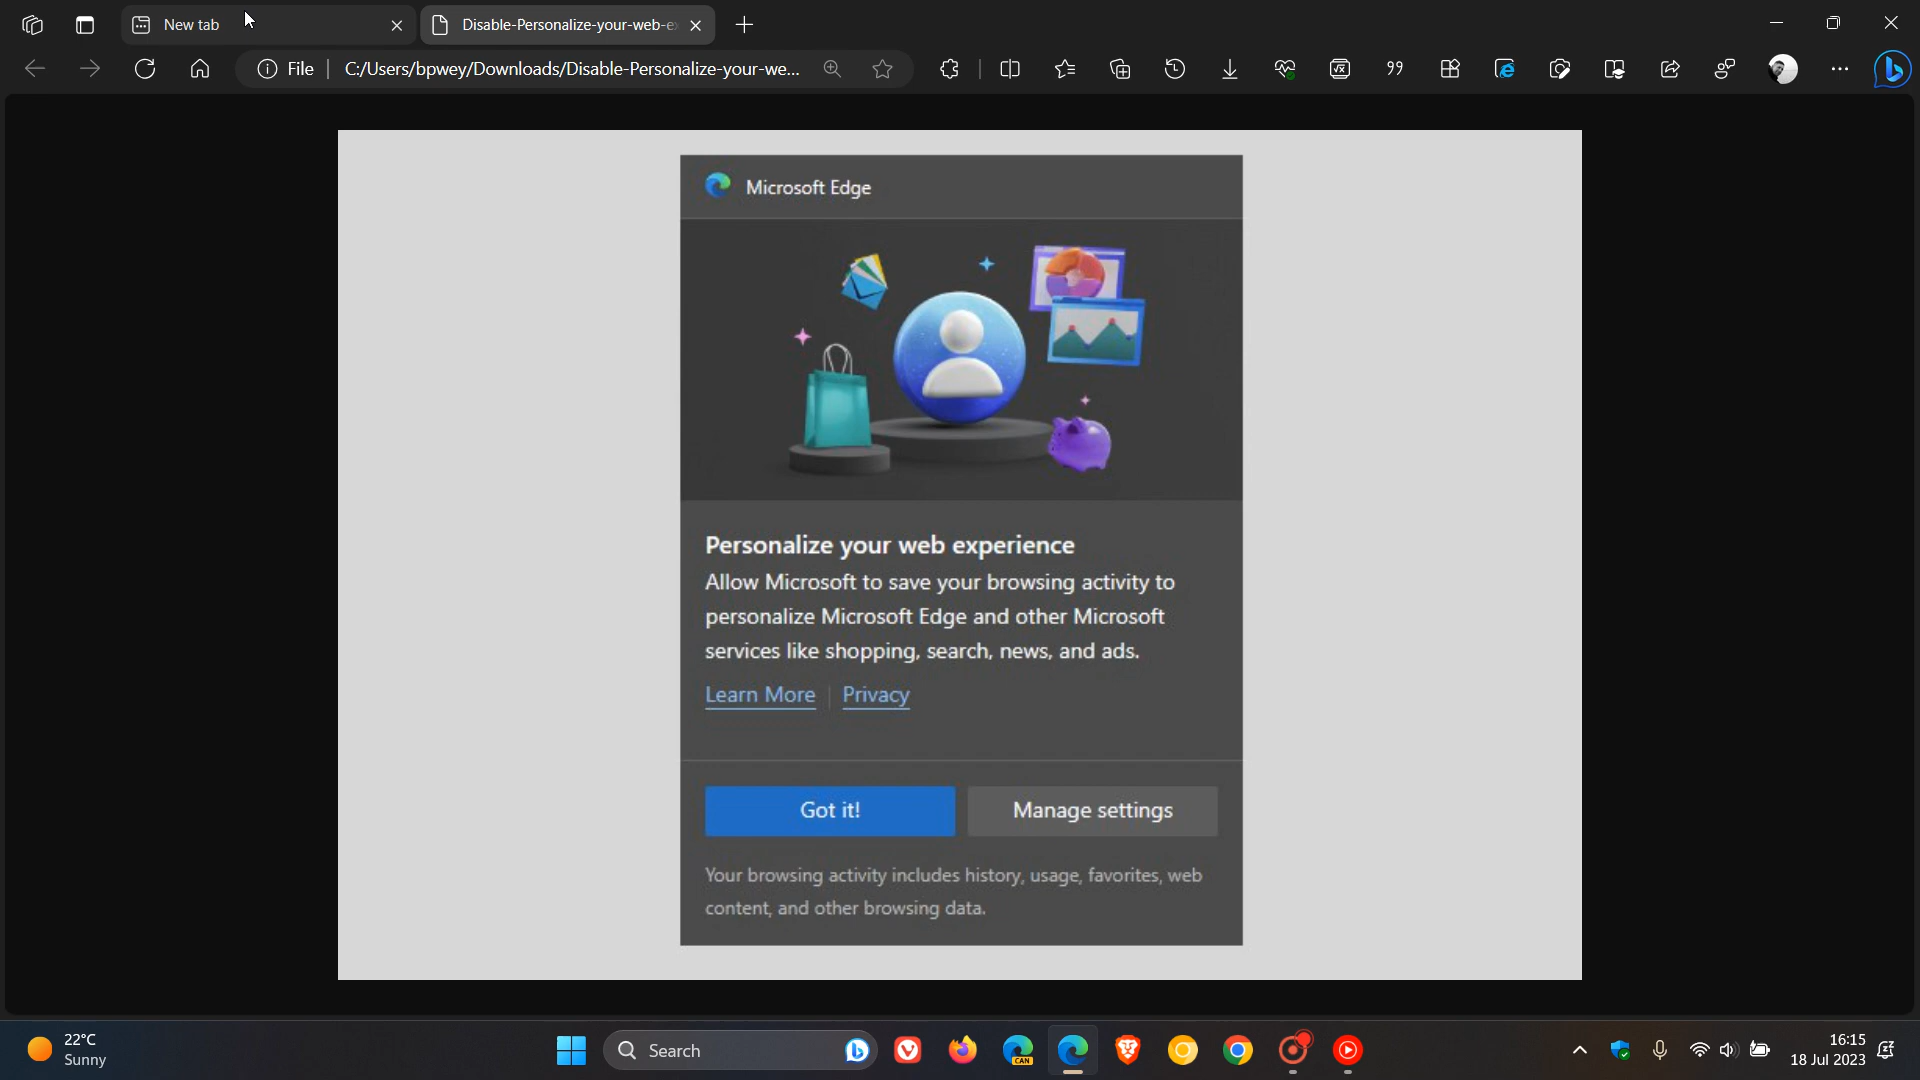 New tab
Disable-Personalize-your-web-e
File
C:/Users/bpwey/Downloads/Disable-Personalize-your-we...
Microsoft Edge
Personalize your web experience
Allow Microsoft to save your browsing activity to
personalize Microsoft Edge and other Microsoft
services like shopping, search, news, and ads.
Learn More | Privacy
Got it!
Manage settings
Your browsing activity includes history, usage, favorites, web
content, and other browsing data.
22°C
Sunny
Search
CAN
16:15
18 Jul 2023